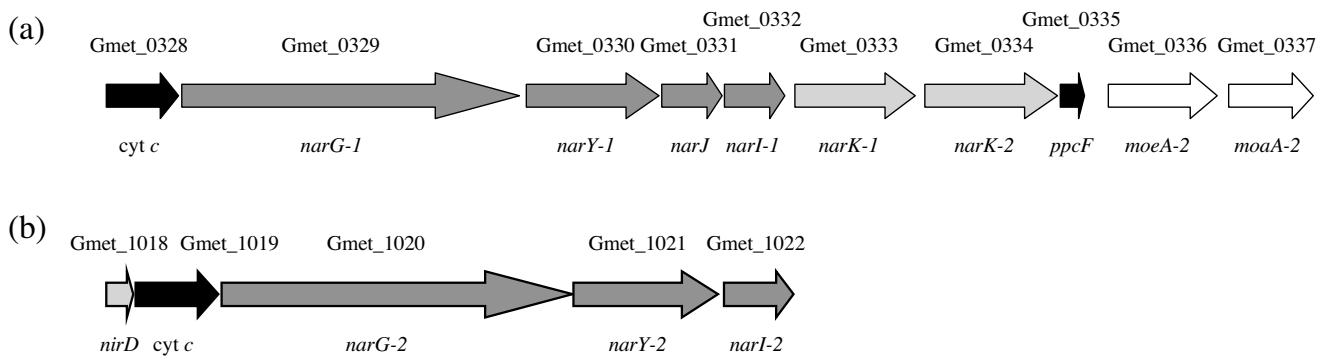 (a)
Gmet_0332 Gmet_0335
Gmet_0328 Gmet_0329 Gmet_0330 Gmet_0331 Gmet_0333 Gmet_0334 Gmet_0336 Gmet_0337
cyt c narG-1 narY-1 narJ narI-1 narK-1 narK-2 ppcF moeA-2 moaA-2
(b)
Gmet_1018 Gmet_1019 Gmet_1020 Gmet_1021 Gmet_1022
nirD cyt c narG-2 narY-2 narI-2